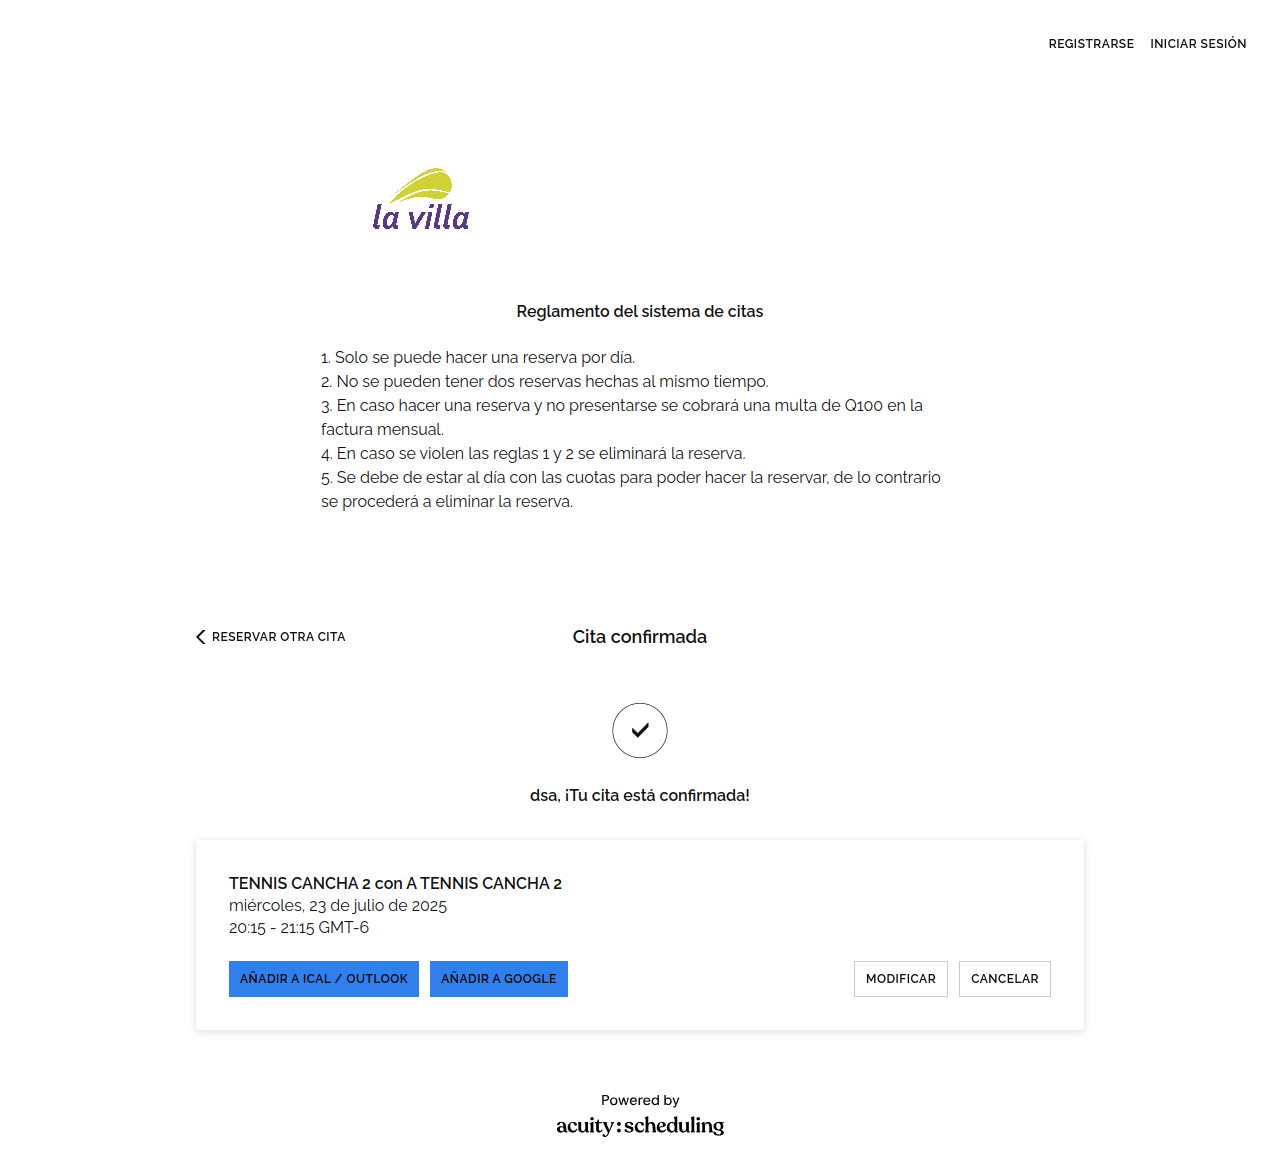 REGISTRARSE INICIAR SESIÓN
la villa
Reglamento del sistema de citas
1. Solo se puede hacer una reserva por día.
2. No se pueden tener dos reservas hechas al mismo tiempo.
3. En caso hacer una reserva y no presentarse se cobrará una multa de Q100 en la
factura mensual.
4. En caso se violen las reglas 1 y 2 se eliminará la reserva.
5. Se debe de estar al día con las cuotas para poder hacer la reservar, de lo contrario
se procederá a eliminar la reserva.
RESERVAR OTRA CITA
Cita confirmada
dsa, ¡Tu cita está confirmada!
TENNIS CANCHA 2 con A TENNIS CANCHA 2
miércoles, 23 de julio de 2025
20:15 - 21:15 GMT-6
AÑADIR A ICAL / OUTLOOK AÑADIR A GOOGLE MODIFICAR CANCELAR
Powered by
acuity:scheduling